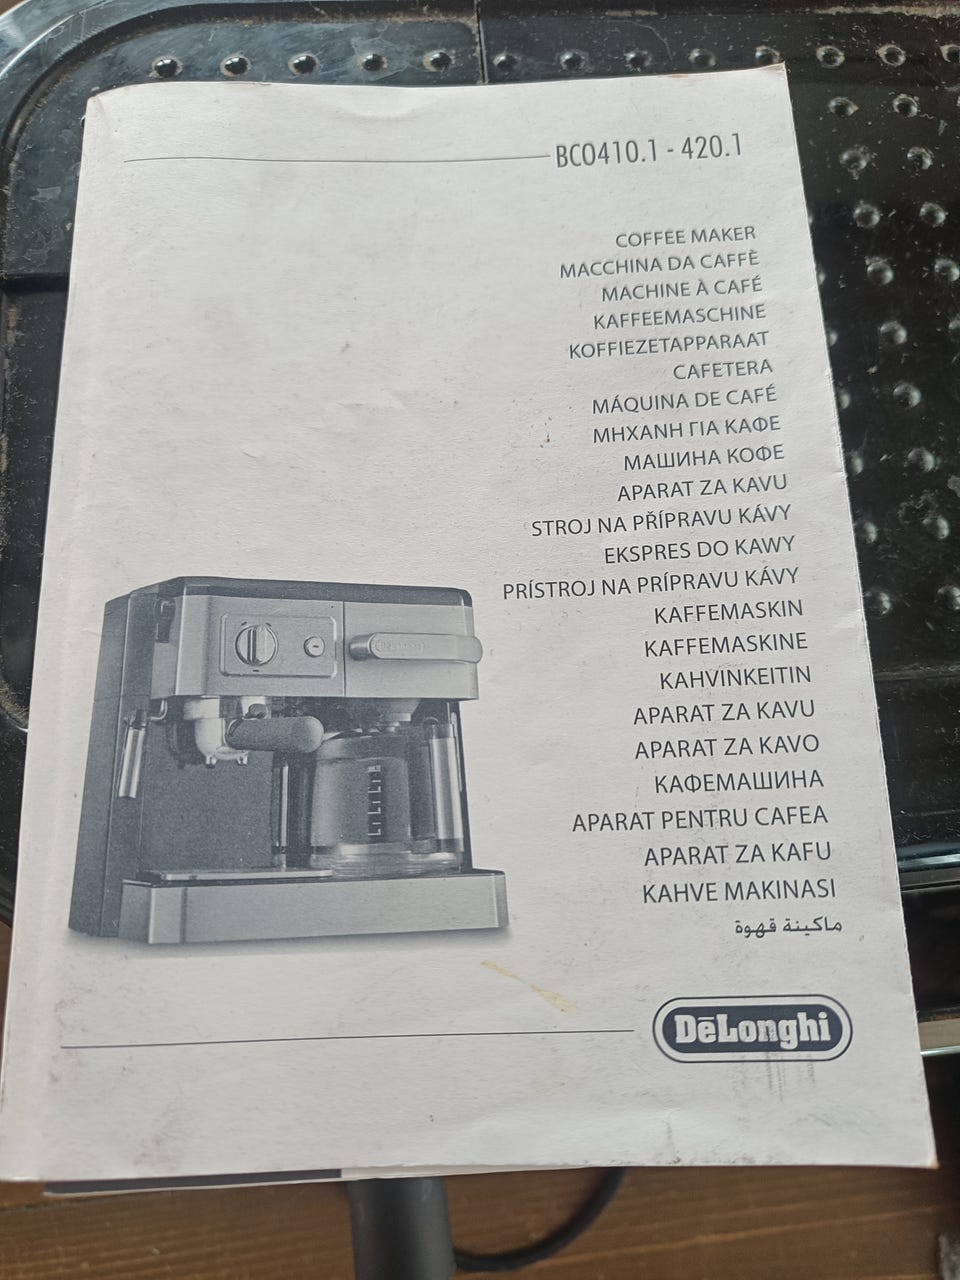 BCO410.1 - 420.1
COFFEE MAKER
MACCHINA DA CAFFÈ
MACHINE À CAFÉ
KAFFEEMASCHINE
KOFFIEZETAPPARAAT
CAFETERA
MÁQUINA DE CAFÉ
ΜΗΧΑΝΗ ΓΙΑ ΚΑΦΕ
МАШИНА КОФЕ
APARAT ZA KAVU
STROJ NA PŘÍPRAVU KÁVY
EKSPRES DO KAWY
PRÍSTROJ NA PRÍPRAVU KÁVY
KAFFEMASKIN
KAFFEMASKINE
KAHVINKEITIN
APARAT ZA KAVU
APARAT ZA KAVO
КАФЕМАШИНА
APARAT PENTRU CAFEA
APARAT ZA KAFU
KAHVE MAKINASI
ماكينة قهوة
DēLonghi